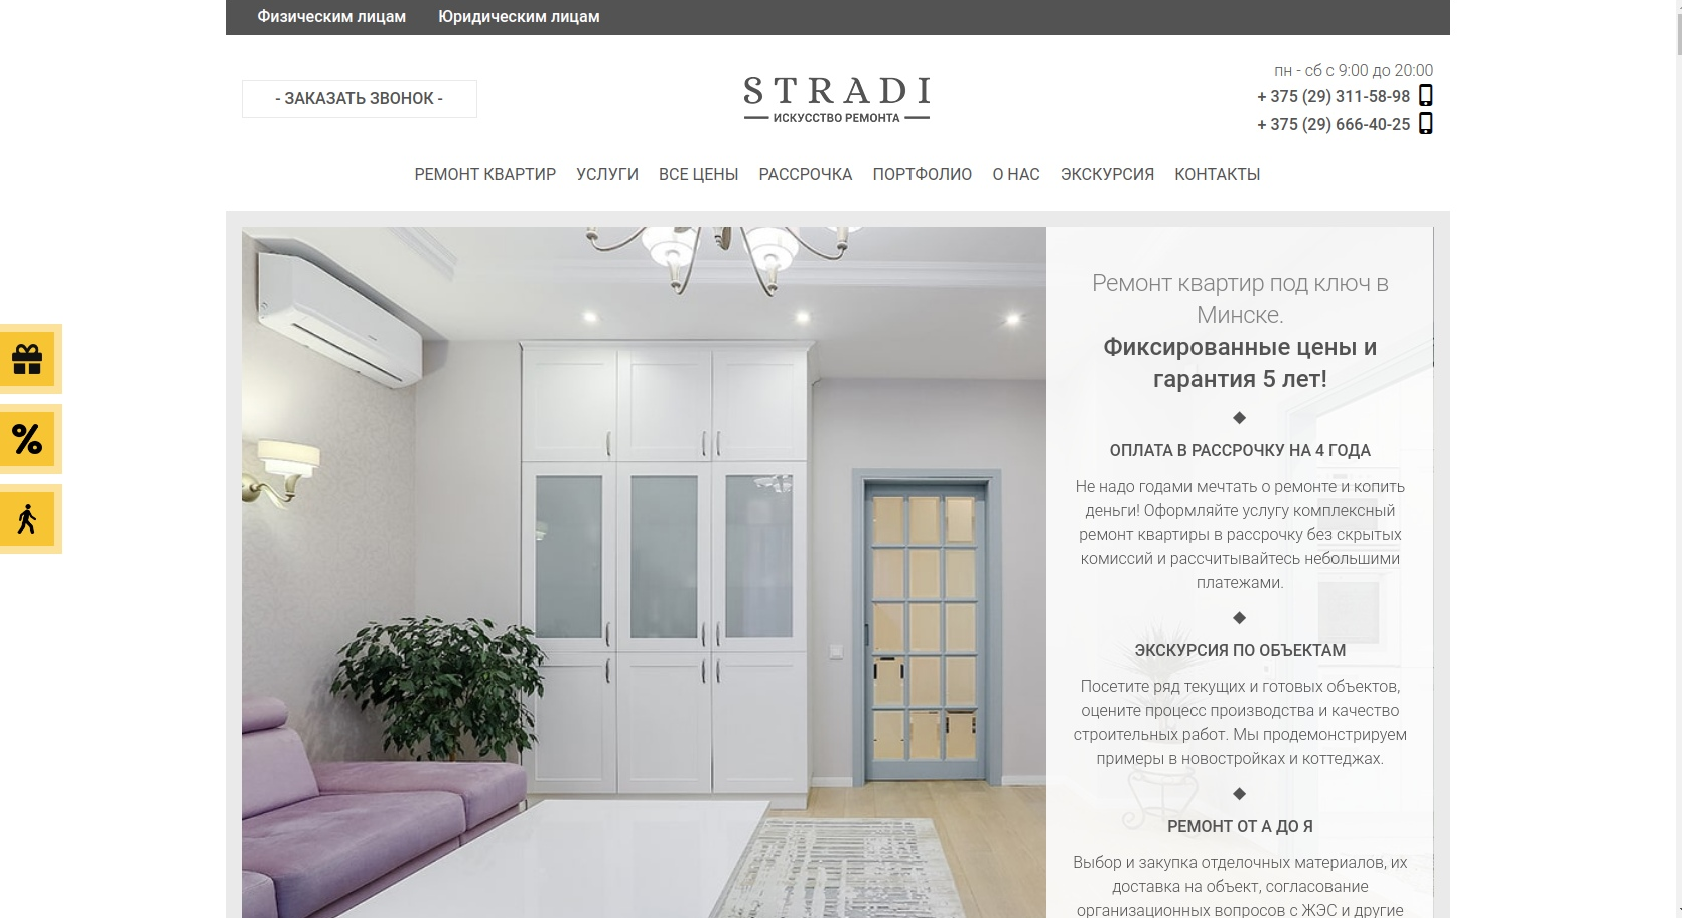 Физическим лицам Юридическим лицам
пн - сб с 9:00 до 20:00
- ЗАКАЗАТЬ ЗВОНОК -
STRADI
ИСКУССТВО РЕМОНТА
+ 375 (29) 311-58-98
+ 375 (29) 666-40-25
РЕМОНТ КВАРТИР УСЛУГИ ВСЕ ЦЕНЫ РАССРОЧКА ПОРТФОЛИО О НАС ЭКСКУРСИЯ КОНТАКТЫ
Ремонт квартир под ключ в
Минске.
Фиксированные цены и
гарантия 5 лет!
ОПЛАТА В РАССРОЧКУ НА 4 ГОДА
Не надо годами мечтать о ремонте и копить
деньги! Оформляйте услугу комплексный
ремонт квартиры в рассрочку без скрытых
комиссий и рассчитывайтесь небольшими
платежами.
ЭКСКУРСИЯ ПО ОБЪЕКТАМ
Посетите ряд текущих и готовых объектов,
оцените процесс производства и качество
строительных работ. Мы продемонстрируем
примеры в новостройках и коттеджах.
РЕМОНТ ОТ А ДО Я
Выбор и закупка отделочных материалов, их
доставка на объект, согласование
организационных вопросов с ЖЭС и другие